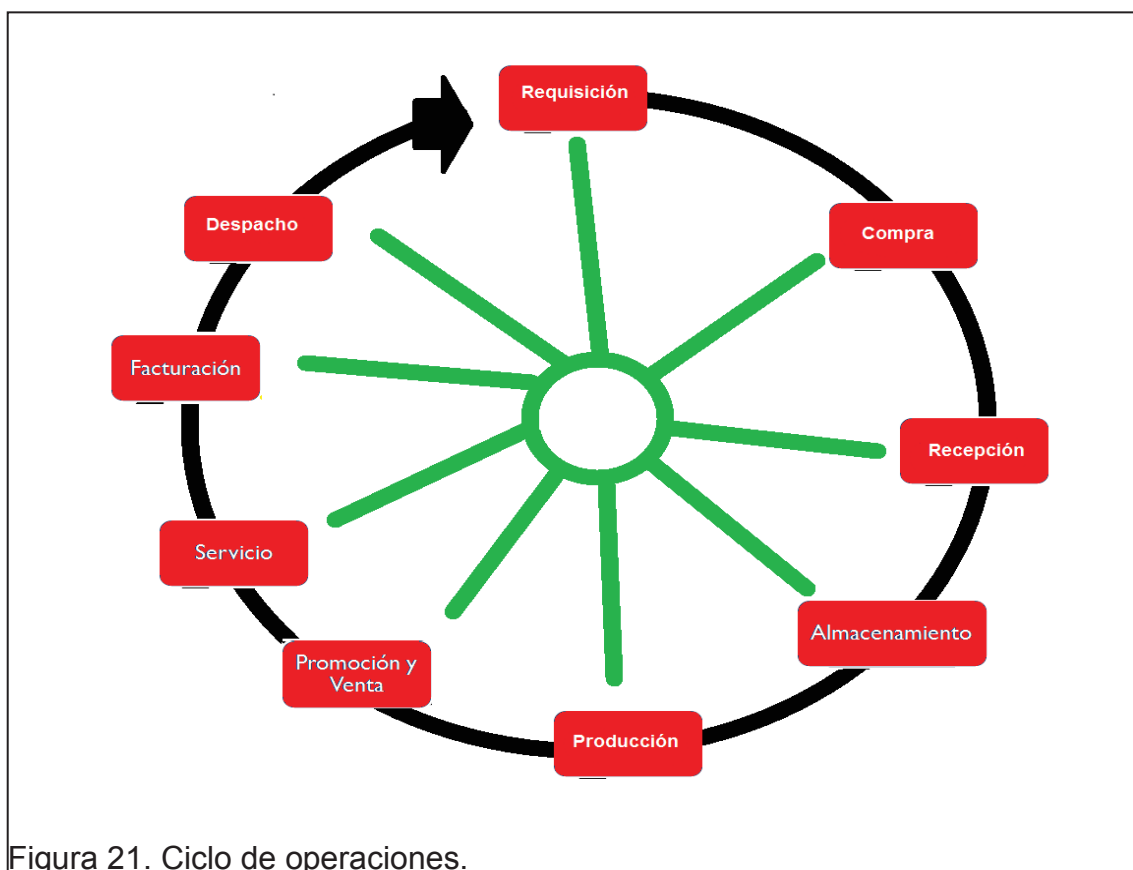 Requisición
Compra
Recepción
Almacenamiento
Producción
Promoción y
Venta
Servicio
Facturación
Despacho
Figura 21. Ciclo de operaciones.